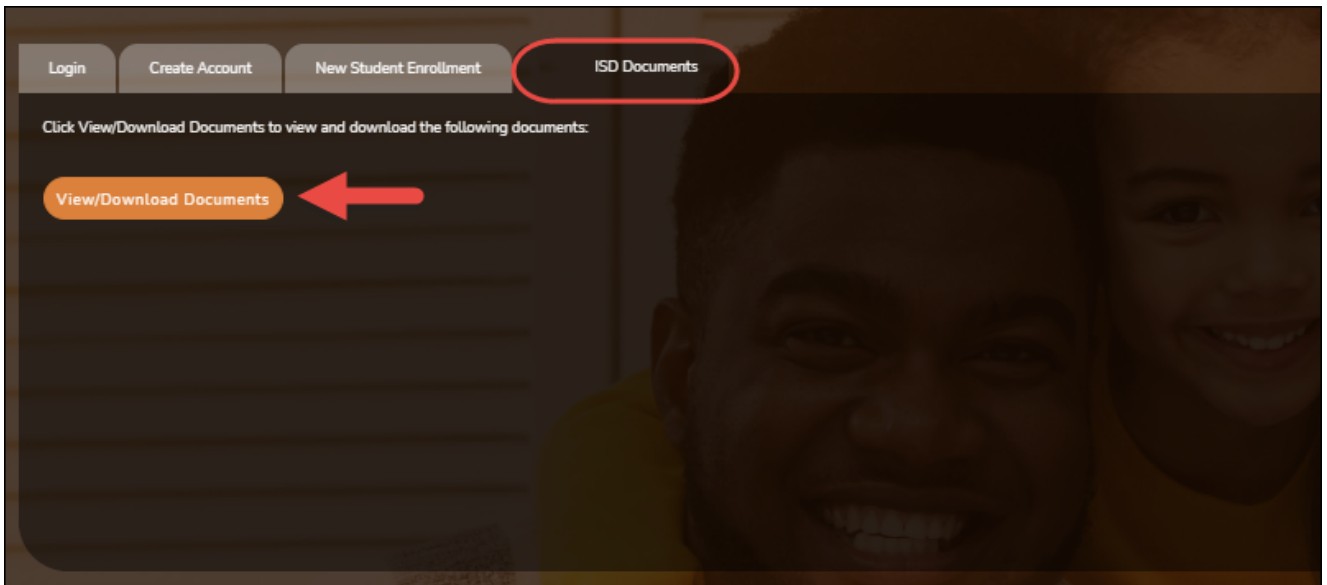 Login
Create Account
New Student Enrollment
ISD Documents
Click View/Download Documents to view and download the following documents:
View/Download Documents